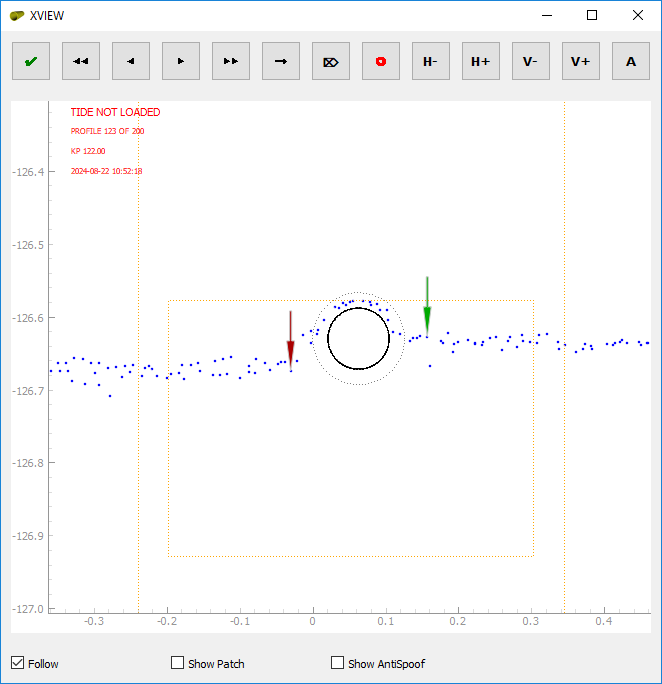 XVIEW
H- H+ V- V+ A
TIDE NOT LOADED
PROFILE 123 OF 200
KP 122.00
2024-08-22 10:52:18
-126.4
-126.5
-126.6
-126.7
-126.8
-126.9
-127.0
-0.3 -0.2 -0.1 0 0.1 0.2 0.3 0.4
Follow Show Patch Show AntiSpoof